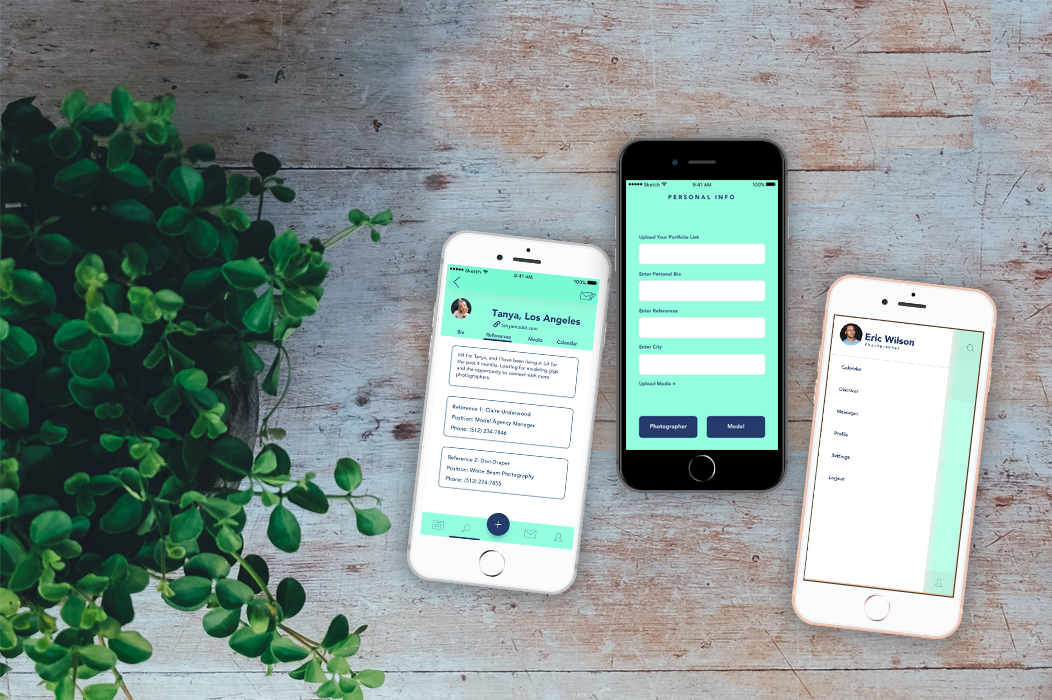 Sketch 9:41 AM 100%
Tanya, Los Angeles
tanyamodel.com
Bio References Media Calendar
Hi! I'm Tanya, and I have been living in LA for
the past 4 months. Looking for modeling gigs
and the opportunity to connect with more
photographers.
Reference 1: Claire Underwood
Position: Model Agency Manager
Phone: (512) 234-7846
Reference 2: Don Draper
Position: White Beam Photography
Phone: (513) 274-7855
+
Sketch 9:41 AM 100%
PERSONAL INFO
Upload Your Portfolio Link
Enter Personal Bio
Enter References
Enter City
Upload Media +
Photographer Model
Eric Wilson
Photographer
Calendar
Discover
Messages
Profile
Settings
Logout